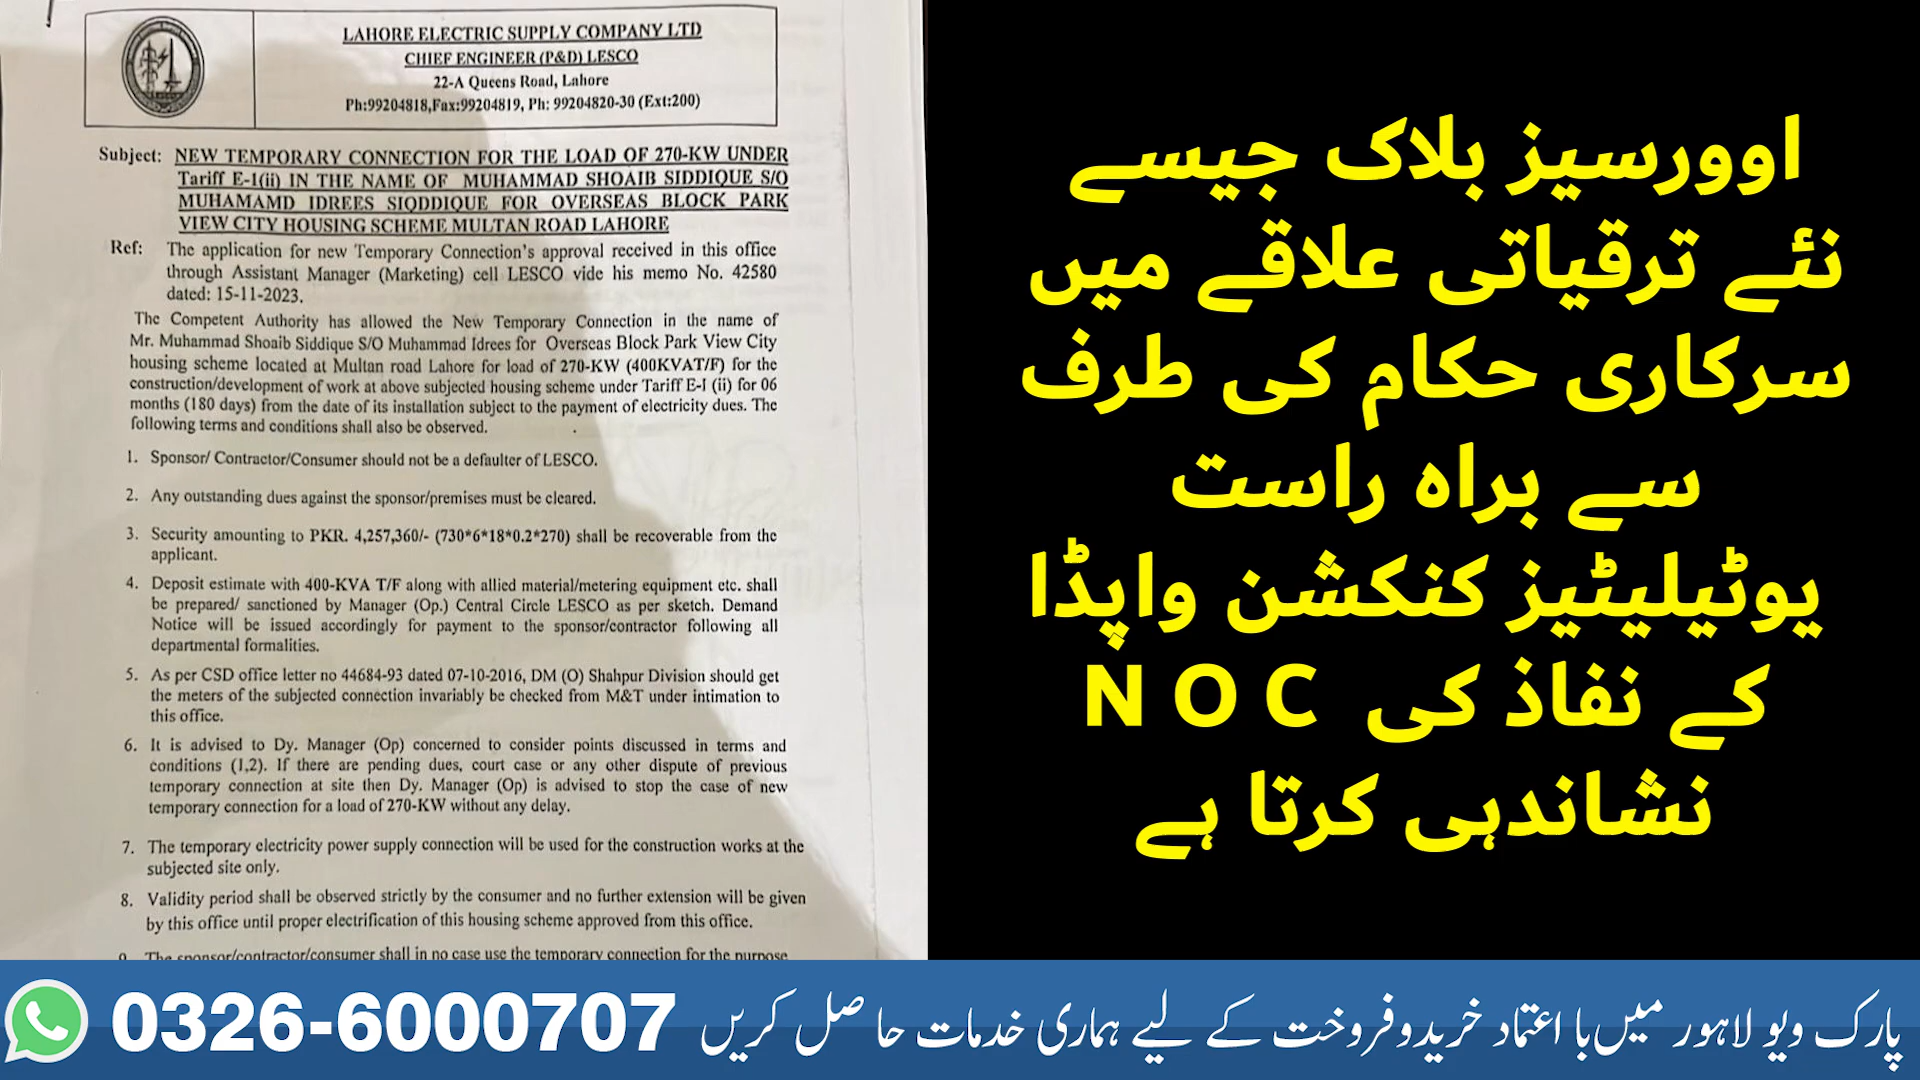 LAHORE ELECTRIC SUPPLY COMPANY LTD
CHIEF ENGINEER (P&D) LESCO
22-A Queens Road, Lahore
Ph:99204818,Fax:99204819, Ph: 99204820-30 (Ext:200)
Subject: NEW TEMPORARY CONNECTION FOR THE LOAD OF 270-KW UNDER
Tariff E-1(ii) IN THE NAME OF MUHAMMAD SHOAIB SIDDIQUE S/O
MUHAMAMD IDREES SIQDDIQUE FOR OVERSEAS BLOCK PARK
VIEW CITY HOUSING SCHEME MULTAN ROAD LAHORE
Ref: The application for new Temporary Connection's approval received in this office
through Assistant Manager (Marketing) cell LESCO vide his memo No. 42580
dated: 15-11-2023.
The Competent Authority has allowed the New Temporary Connection in the name of
Mr. Muhammad Shoaib Siddique S/O Muhammad Idrees for Overseas Block Park View City
housing scheme located at Multan road Lahore for load of 270-KW (400KVAT/F) for the
construction/development of work at above subjected housing scheme under Tariff E-I (ii) for 06
months (180 days) from the date of its installation subject to the payment of electricity dues. The
following terms and conditions shall also be observed.
1. Sponsor/ Contractor/Consumer should not be a defaulter of LESCO.
2. Any outstanding dues against the sponsor/premises must be cleared.
3. Security amounting to PKR. 4,257,360/- (730*6*18*0.2*270) shall be recoverable from the
applicant.
4. Deposit estimate with 400-KVA T/F along with allied material/metering equipment etc. shall
be prepared/ sanctioned by Manager (Op.) Central Circle LESCO as per sketch. Demand
Notice will be issued accordingly for payment to the sponsor/contractor following all
departmental formalities.
5. As per CSD office letter no 44684-93 dated 07-10-2016, DM (O) Shahpur Division should get
the meters of the subjected connection invariably be checked from M&T under intimation to
this office.
6. It is advised to Dy. Manager (Op) concerned to consider points discussed in terms and
conditions (1,2). If there are pending dues, court case or any other dispute of previous
temporary connection at site then Dy. Manager (Op) is advised to stop the case of new
temporary connection for a load of 270-KW without any delay.
7. The temporary electricity power supply connection will be used for the construction works at the
subjected site only.
8. Validity period shall be observed strictly by the consumer and no further extension will be given
by this office until proper electrification of this housing scheme approved from this office.
9. The sponsor/contractor/consumer shall in no case use the temporary connection for the purpose
اوورسیز بلاک جیسے
نئے ترقیاتی علاقے میں
سرکاری حکام کی طرف
سے براہ راست
یوٹیلیٹیز کنکشن واپڈا
کے نفاذ کی N O C
نشاندہی کرتا ہے
0326-6000707 پارک ویو لاہور میں با اعتماد خریدوفروخت کے لیے ہماری خدمات حاصل کریں